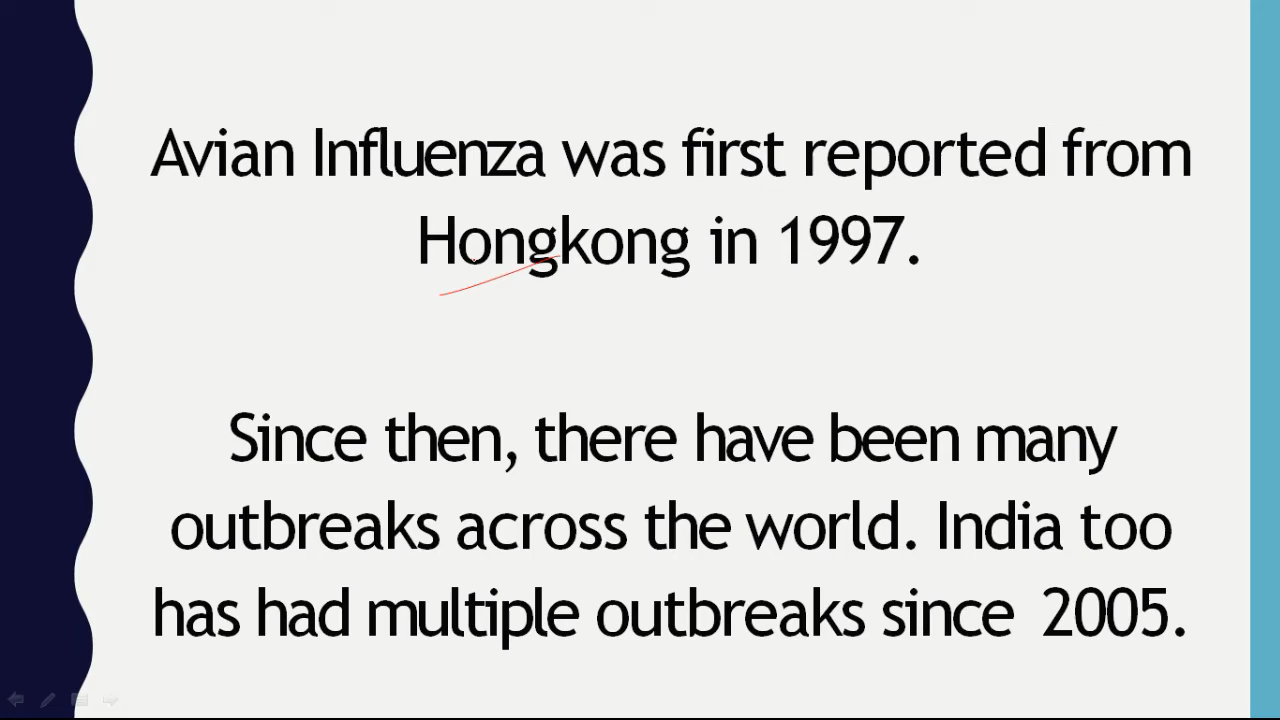 Avian Influenza was first reported from
Hongkong in 1997.
Since then, there have been many
outbreaks across the world. India too
has had multiple outbreaks since 2005.